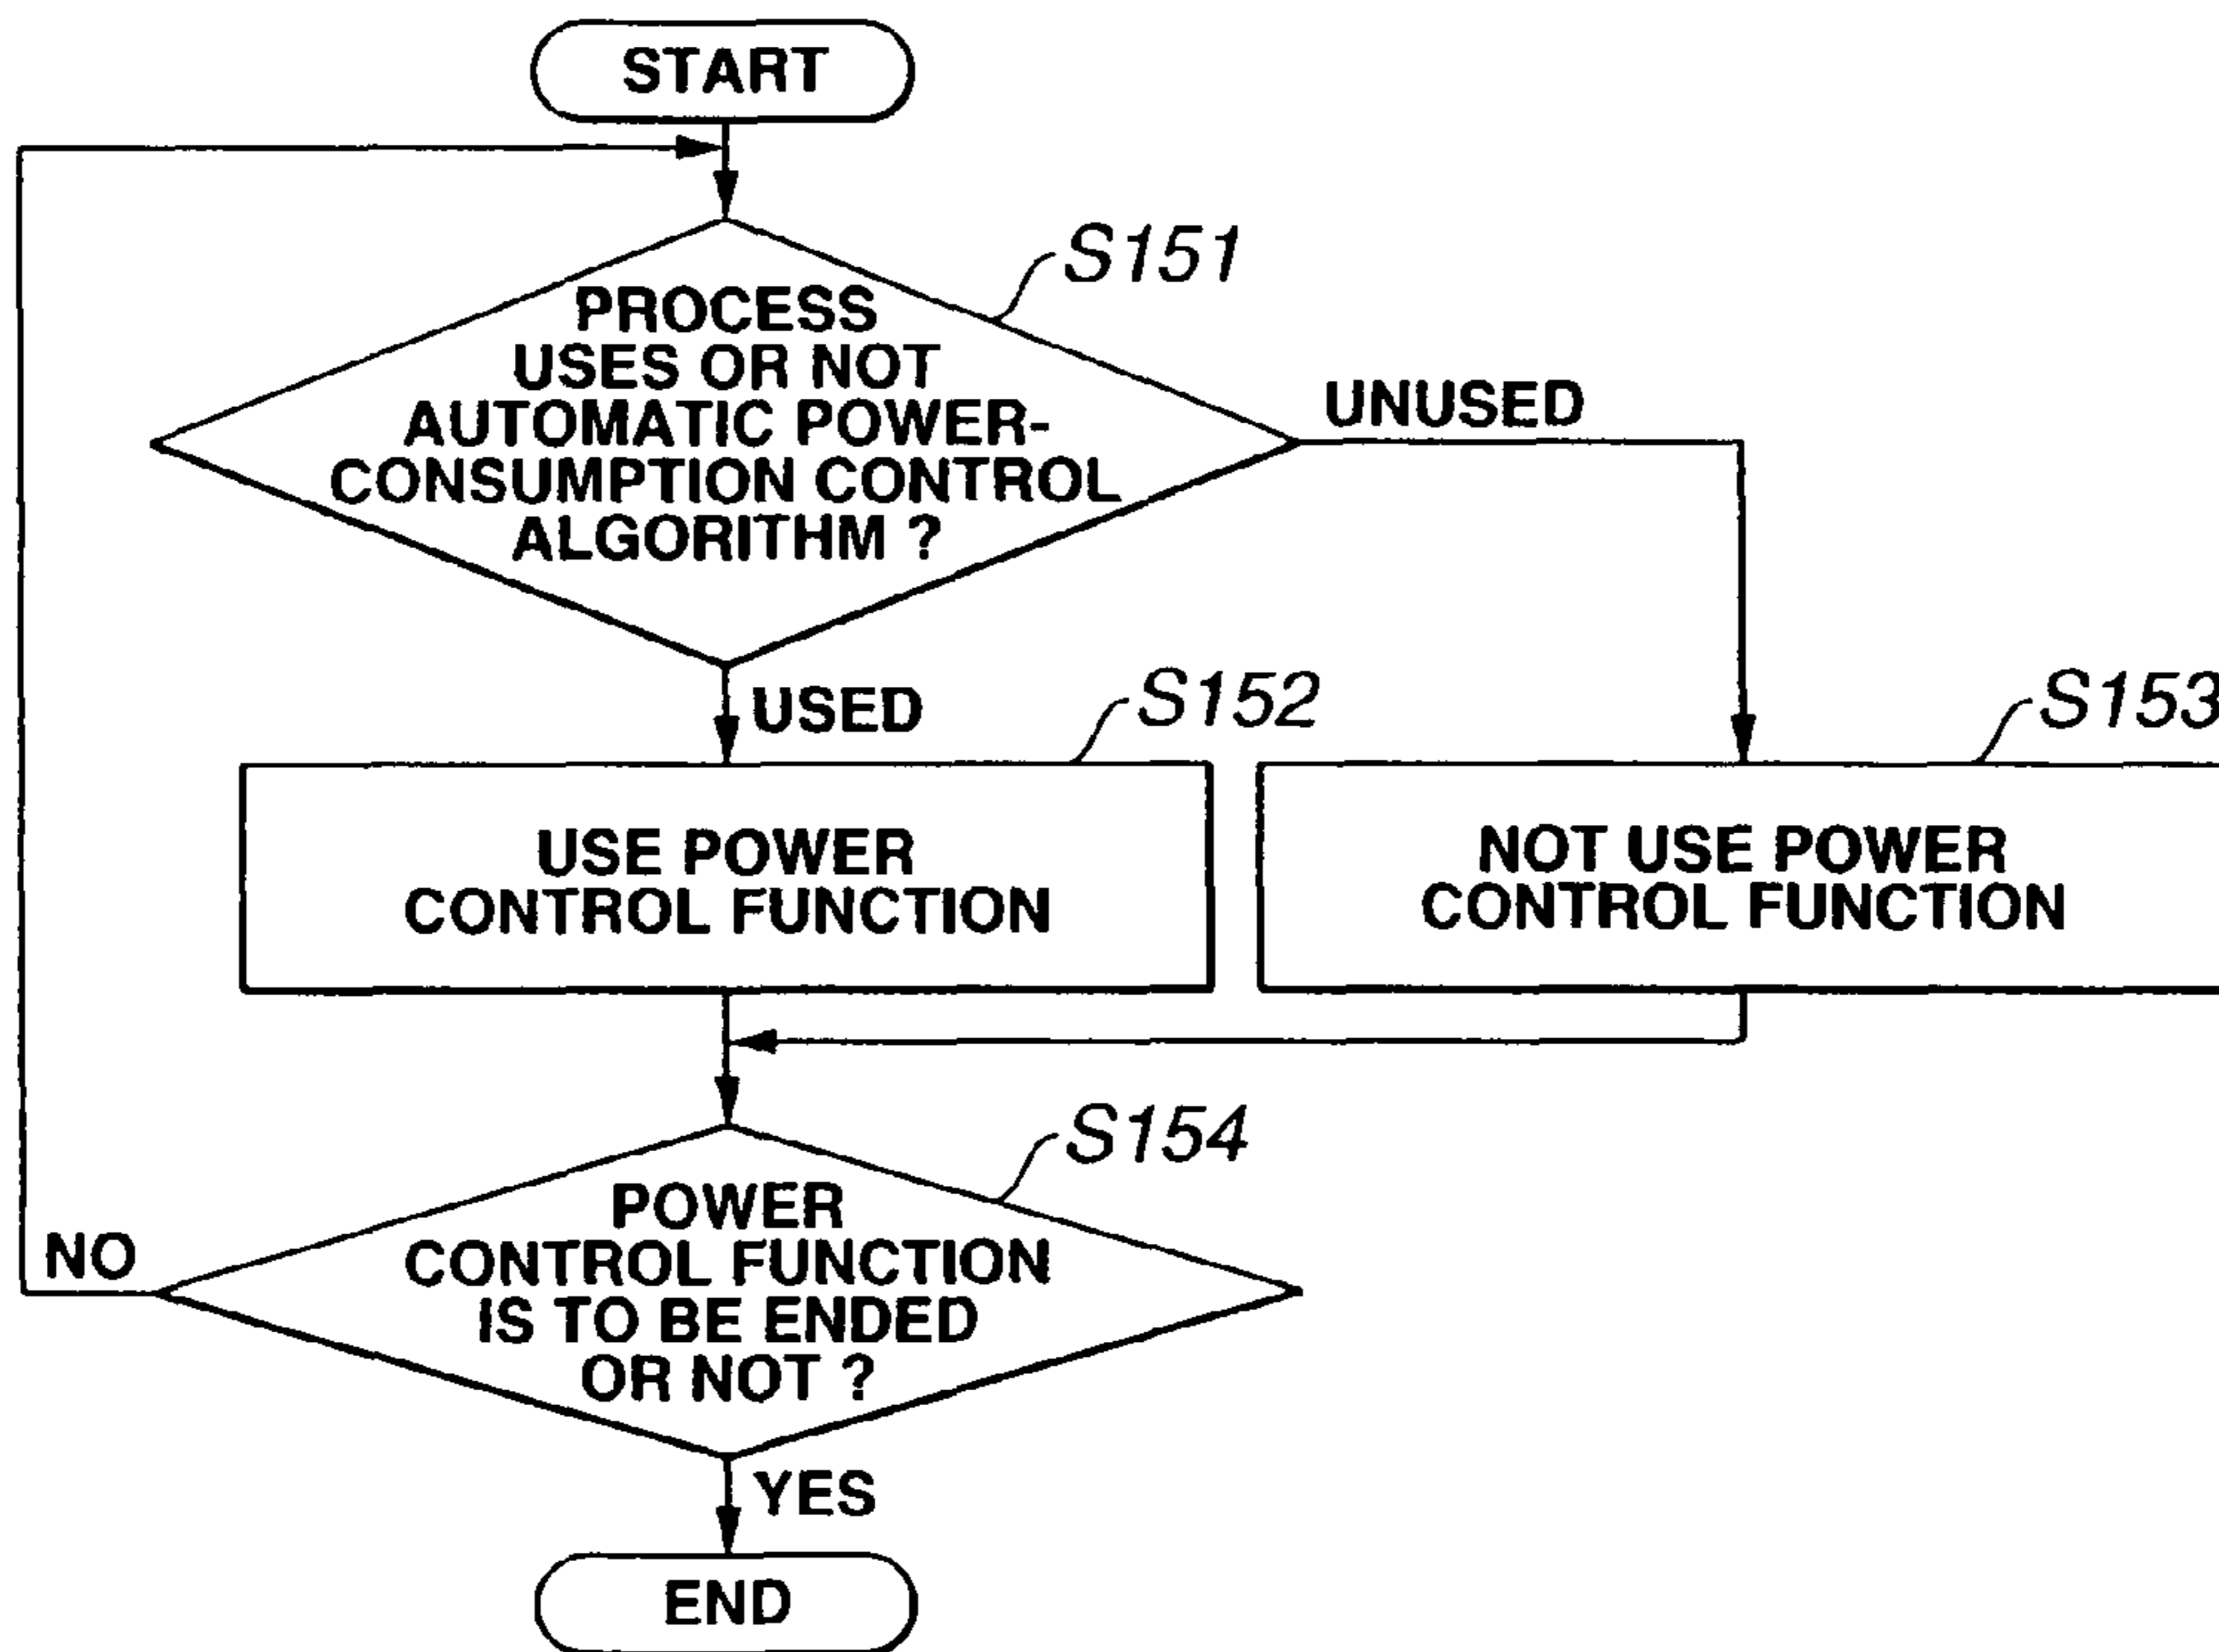 START
S151
PROCESS
USES OR NOT
AUTOMATIC POWER-
CONSUMPTION CONTROL
ALGORITHM ?
UNUSED
USED
S152
S153
USE POWER
CONTROL FUNCTION
NOT USE POWER
CONTROL FUNCTION
S154
POWER
CONTROL FUNCTION
IS TO BE ENDED
OR NOT ?
NO
YES
END